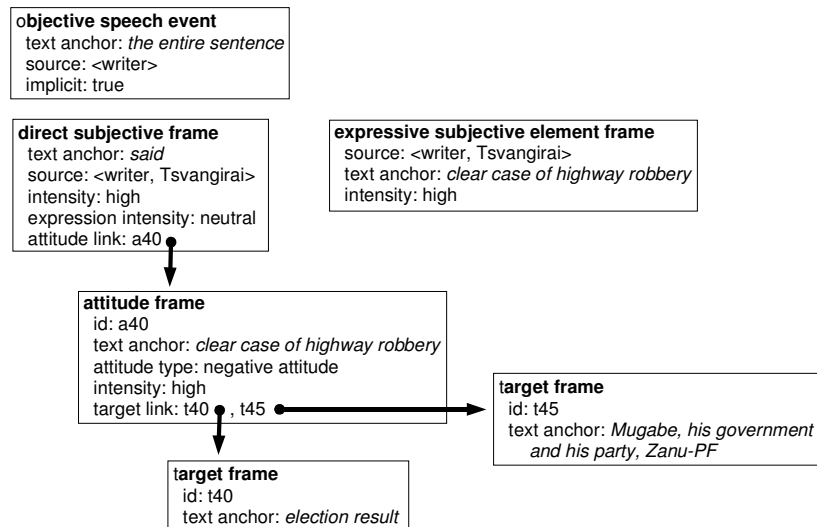 objective speech event
text anchor: the entire sentence
source: <writer>
implicit: true
direct subjective frame
text anchor: said
source: <writer, Tsvangirai>
intensity: high
expression intensity: neutral
attitude link: a40
expressive subjective element frame
source: <writer, Tsvangirai>
text anchor: clear case of highway robbery
intensity: high
attitude frame
id: a40
text anchor: clear case of highway robbery
attitude type: negative attitude
intensity: high
target link: t40 , t45
target frame
id: t45
text anchor: Mugabe, his government
and his party, Zanu-PF
target frame
id: t40
text anchor: election result